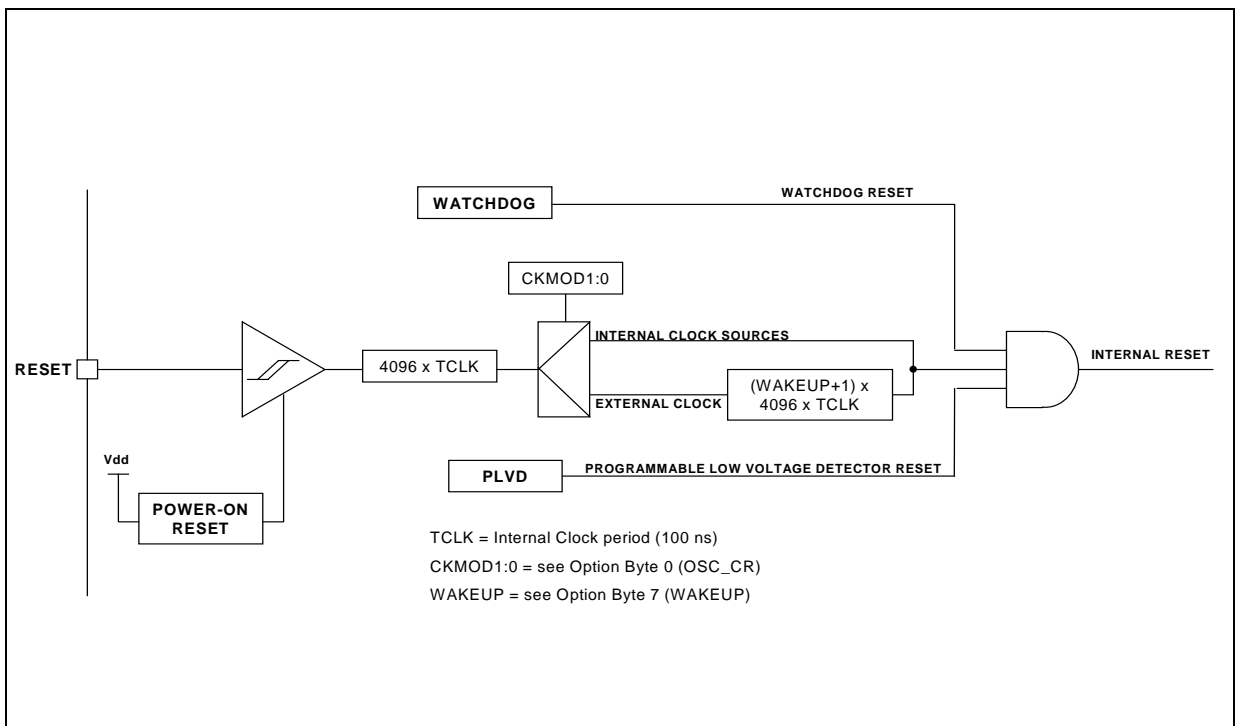 WATCHDOG
WATCHDOG RESET
CKMOD1:0
INTERNAL CLOCK SOURCES
RESET
4096 x TCLK
INTERNAL RESET
(WAKEUP+1) x
4096 x TCLK
EXTERNAL CLOCK
Vdd
PLVD
PROGRAMMABLE LOW VOLTAGE DETECTOR RESET
POWER-ON
RESET
TCLK = Internal Clock period (100 ns)
CKMOD1:0 = see Option Byte 0 (OSC_CR)
WAKEUP = see Option Byte 7 (WAKEUP)